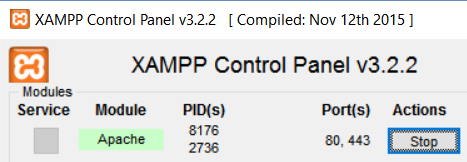 XAMPP Control Panel v3.2.2 [ Compiled: Nov 12th 2015 ]
XAMPP Control Panel v3.2.2
Modules
Service Module PID(s) Port(s) Actions
Apache 8176 2736 80, 443 Stop